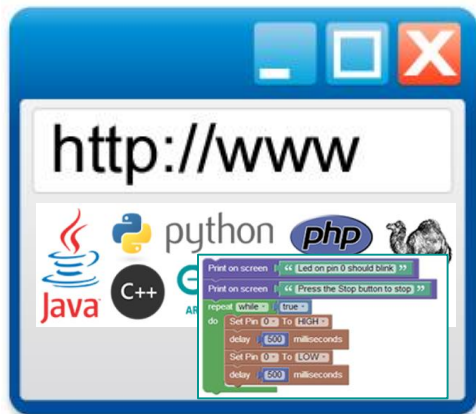 http://www
python
php
Java
C++
AR
Print on screen “ Led on pin 0 should blink ”
Print on screen “ Press the Stop button to stop ”
repeat while true
do Set Pin 0 To HIGH
delay 500 milliseconds
Set Pin 0 To LOW
delay 500 milliseconds